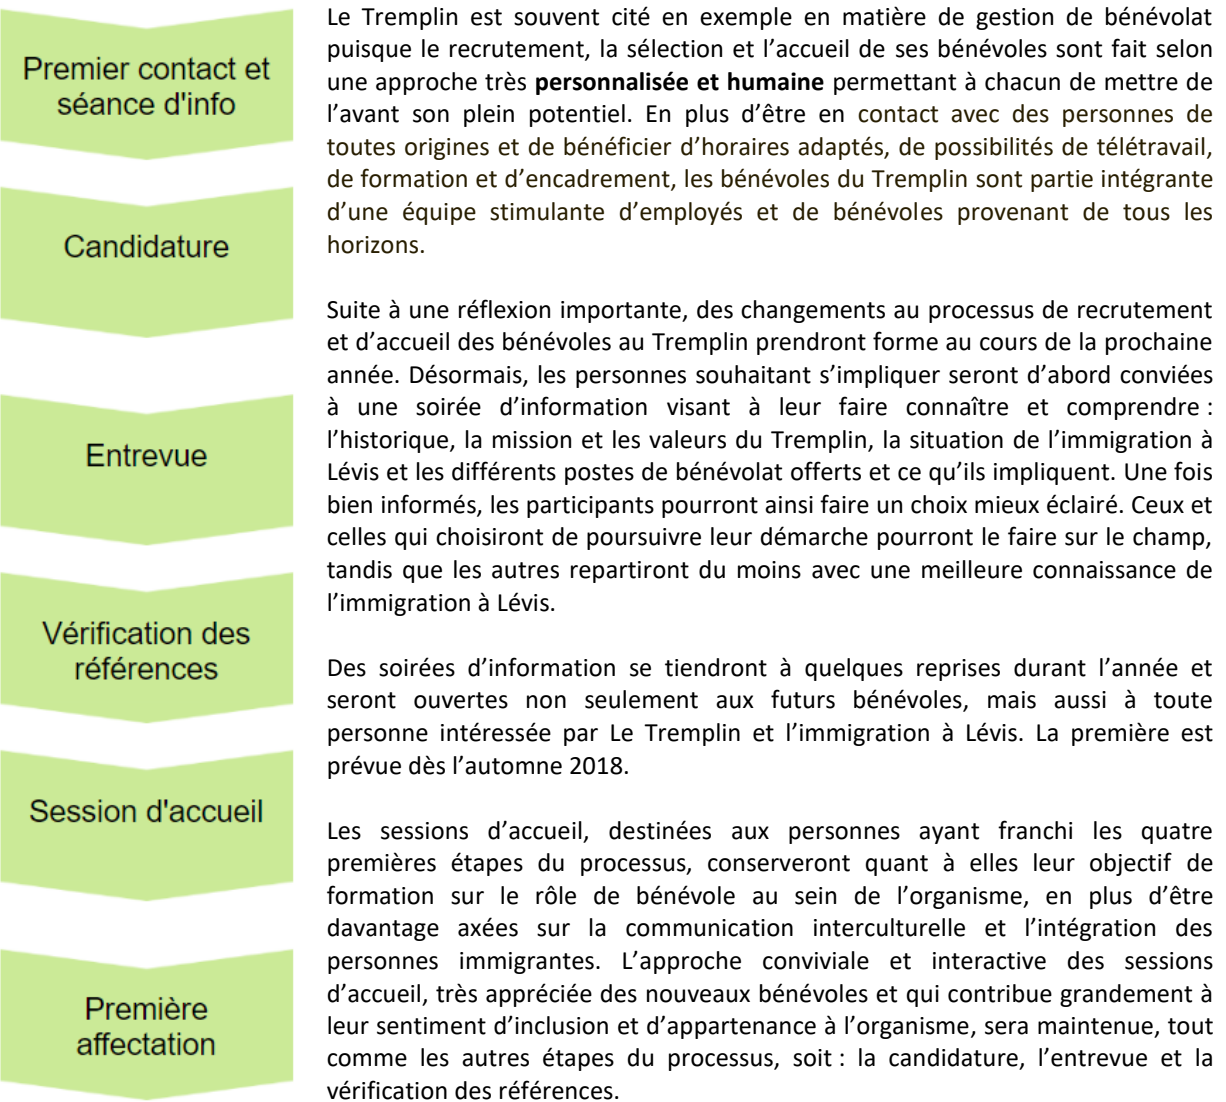 Premier contact et
séance d'info
Candidature
Entrevue
Vérification des
références
Session d'accueil
Première
affectation
Le Tremplin est souvent cité en exemple en matière de gestion de bénévolat
puisque le recrutement, la sélection et l’accueil de ses bénévoles sont fait selon
une approche très personnalisée et humaine permettant à chacun de mettre de
l’avant son plein potentiel. En plus d’être en contact avec des personnes de
toutes origines et de bénéficier d’horaires adaptés, de possibilités de télétravail,
de formation et d’encadrement, les bénévoles du Tremplin sont partie intégrante
d’une équipe stimulante d’employés et de bénévoles provenant de tous les
horizons.
Suite à une réflexion importante, des changements au processus de recrutement
et d’accueil des bénévoles au Tremplin prendront forme au cours de la prochaine
année. Désormais, les personnes souhaitant s’impliquer seront d’abord conviées
à une soirée d’information visant à leur faire connaître et comprendre :
l’historique, la mission et les valeurs du Tremplin, la situation de l’immigration à
Lévis et les différents postes de bénévolat offerts et ce qu’ils impliquent. Une fois
bien informés, les participants pourront ainsi faire un choix mieux éclairé. Ceux et
celles qui choisiront de poursuivre leur démarche pourront le faire sur le champ,
tandis que les autres repartiront du moins avec une meilleure connaissance de
l’immigration à Lévis.
Des soirées d’information se tiendront à quelques reprises durant l’année et
seront ouvertes non seulement aux futurs bénévoles, mais aussi à toute
personne intéressée par Le Tremplin et l’immigration à Lévis. La première est
prévue dès l’automne 2018.
Les sessions d’accueil, destinées aux personnes ayant franchi les quatre
premières étapes du processus, conserveront quant à elles leur objectif de
formation sur le rôle de bénévole au sein de l’organisme, en plus d’être
davantage axées sur la communication interculturelle et l’intégration des
personnes immigrantes. L’approche conviviale et interactive des sessions
d’accueil, très appréciée des nouveaux bénévoles et qui contribue grandement à
leur sentiment d’inclusion et d’appartenance à l’organisme, sera maintenue, tout
comme les autres étapes du processus, soit : la candidature, l’entrevue et la
vérification des références.